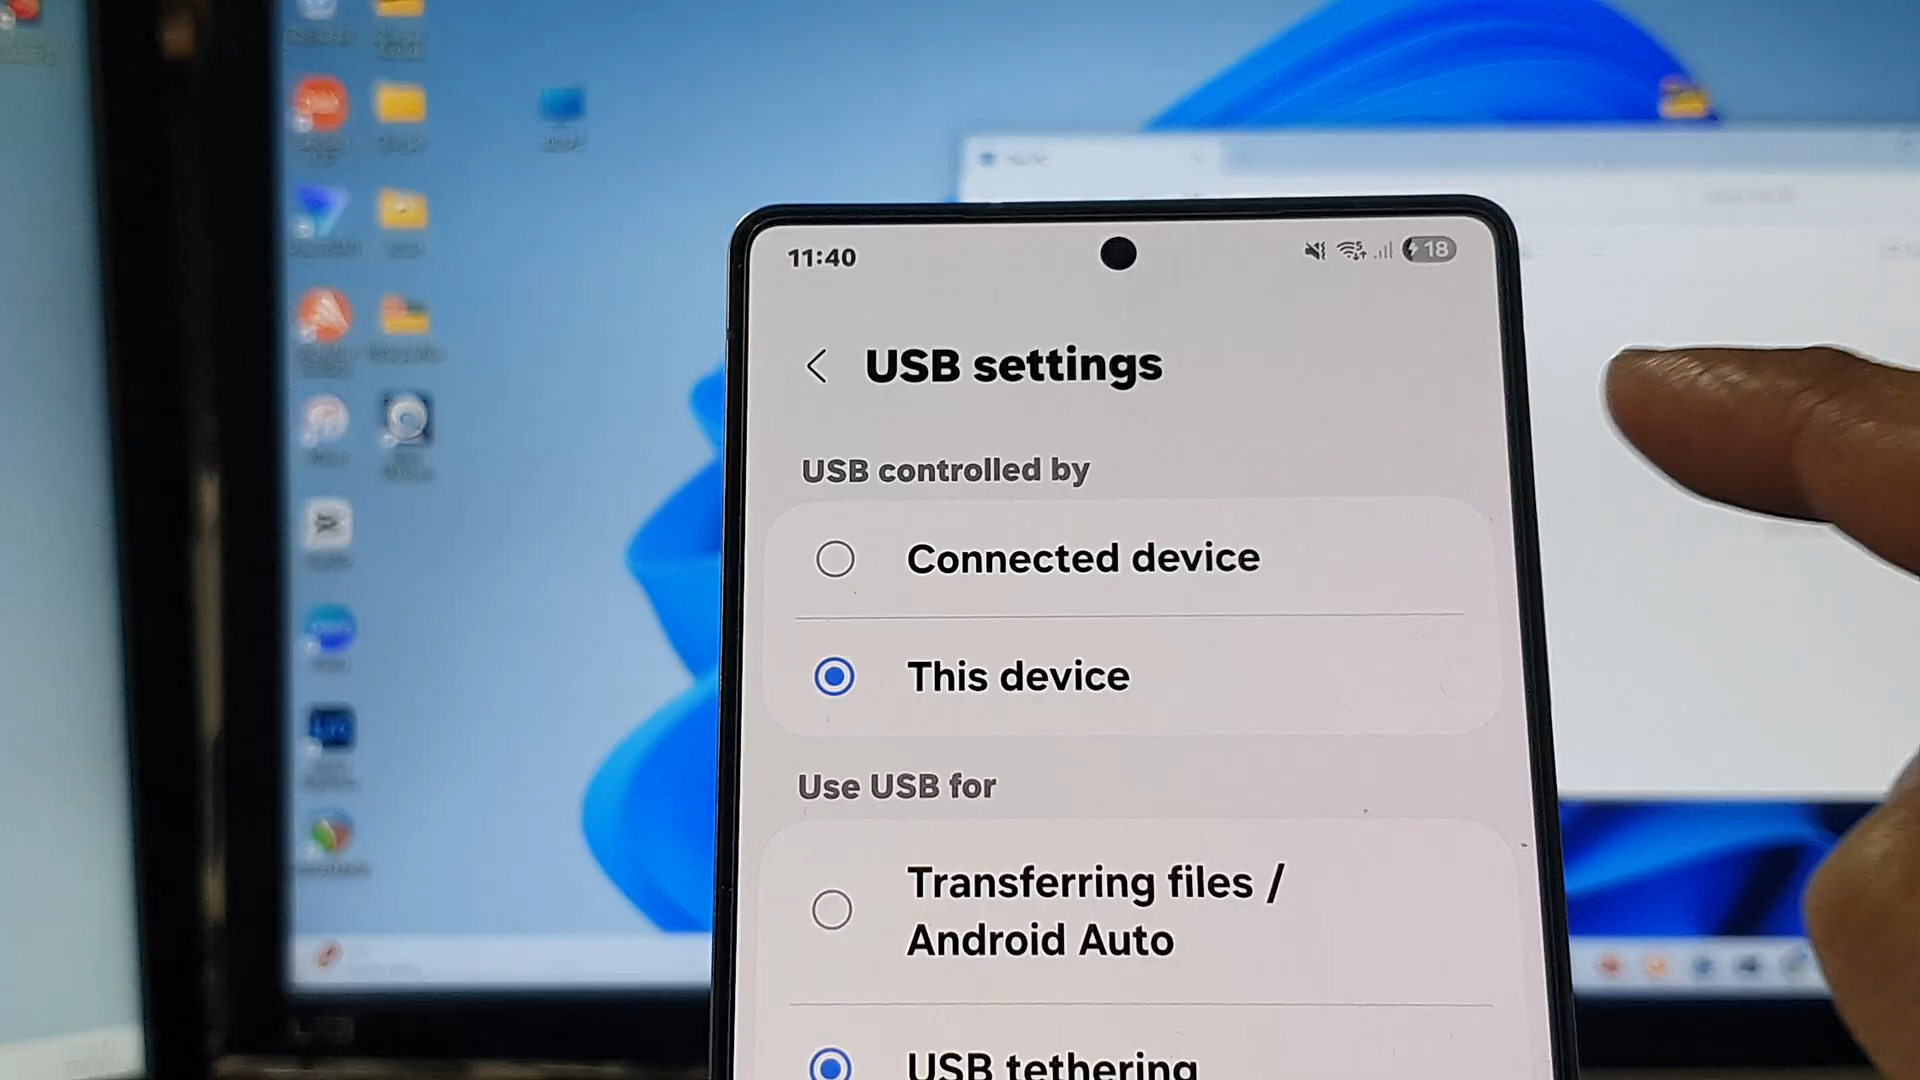 11:40
18
USB settings
USB controlled by
Connected device
This device
Use USB for
Transferring files /
Android Auto
USB tethering